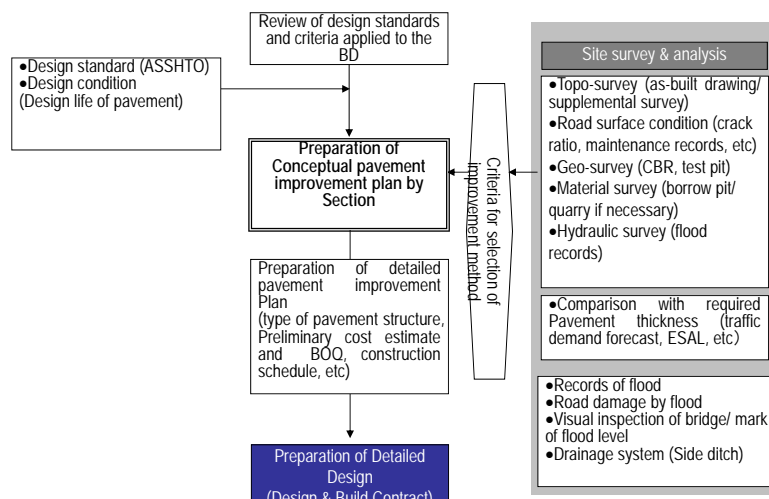 Review of design standards
and criteria applied to the
BD
●Design standard (ASSHTO)
●Design condition
(Design life of pavement)
Preparation of
Conceptual pavement
improvement plan by
Section
Preparation of detailed
pavement improvement
Plan
(type of pavement structure,
Preliminary cost estimate
and BOQ, construction
schedule, etc)
Preparation of Detailed
Design
(Design & Build Contract)
Criteria for selection of
improvement method
Site survey & analysis
●Topo-survey (as-built drawing/
supplemental survey)
●Road surface condition (crack
ratio, maintenance records, etc)
●Geo-survey (CBR, test pit)
●Material survey (borrow pit/
quarry if necessary)
●Hydraulic survey (flood
records)
●Comparison with required
Pavement thickness (traffic
demand forecast, ESAL, etc)
●Records of flood
●Road damage by flood
●Visual inspection of bridge/ mark
of flood level
●Drainage system (Side ditch)